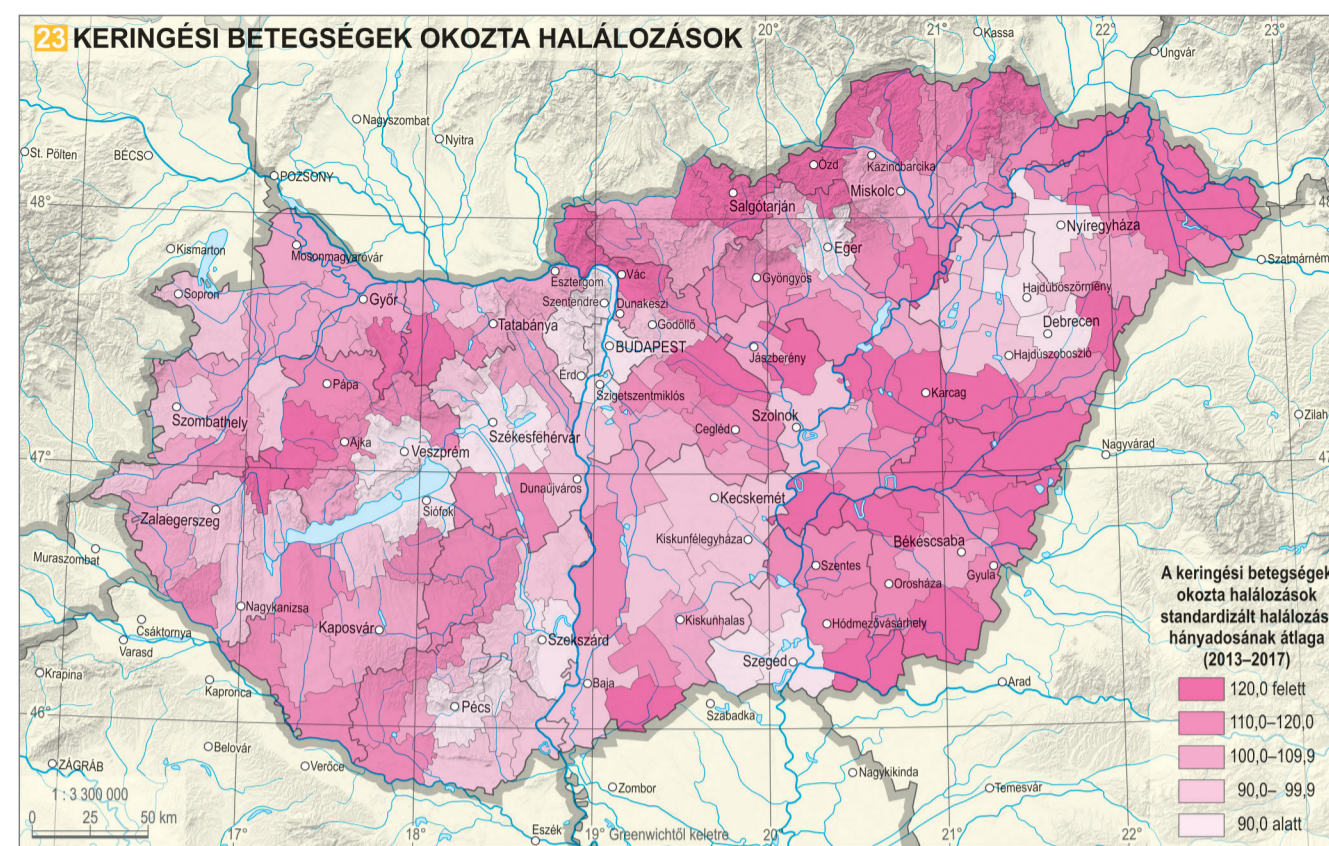 23 KERINGÉSI BETEGSÉGEK OKOZTA HALÁLOZÁSOK
20°
21°
22°
23°
Kassa
Ungvár
Nagyszombat
Nyitra
St. Pölten
BÉCS
POZSONY
Ózd
Kazincbarcika
Miskolc
Salgótarján
48°
48
Nyíregyháza
Kismarton
Mosonmagyaróvár
Eger
Szatmárném
Sopron
Győr
Esztergom
Vác
Gyöngyös
Hajdúböszörmény
Szentendre
Dunakeszi
Tatabánya
Gödöllő
Debrecen
BUDAPEST
Jászberény
Hajdúszoboszló
Érd
Pápa
Szigetszentmiklós
Karcag
Szombathely
Szolnok
Zilah
Székesfehérvár
Cegléd
Ajka
Veszprém
Nagyvárad
47°
47
Dunaújváros
Kecskemét
Siófok
Zalaegerszeg
Kiskunfélegyháza
Békéscsaba
Muraszombat
Szentes
Gyula
Orosháza
Nagykanizsa
Kaposvár
Kiskunhalas
Hódmezővásárhely
Csáktornya
Varasd
Szekszárd
Szeged
Krapina
Kapronca
Baja
Arad
Pécs
Szabadka
46°
Belovár
ZÁGRÁB
Verőce
Zombor
Nagykikinda
Temesvár
Eszék
A keringési betegségek
okozta halálozások
standardizált halálozás
hányadosának átlaga
(2013–2017)
120,0 felett
110,0–120,0
100,0–109,9
90,0– 99,9
90,0 alatt
1 : 3 300 000
0 25 50 km
17°
18°
19°
Greenwichtől keletre
20°
21°
22°